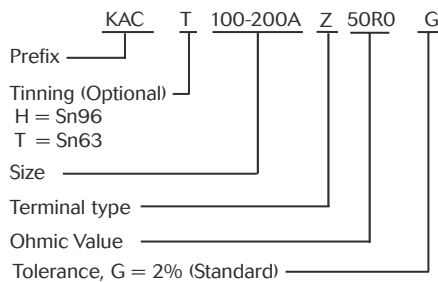 KAC T 100-200A Z 50R0 G
Prefix
Tinning (Optional)
H = Sn96
T = Sn63
Size
Terminal type
Ohmic Value
Tolerance, G = 2% (Standard)